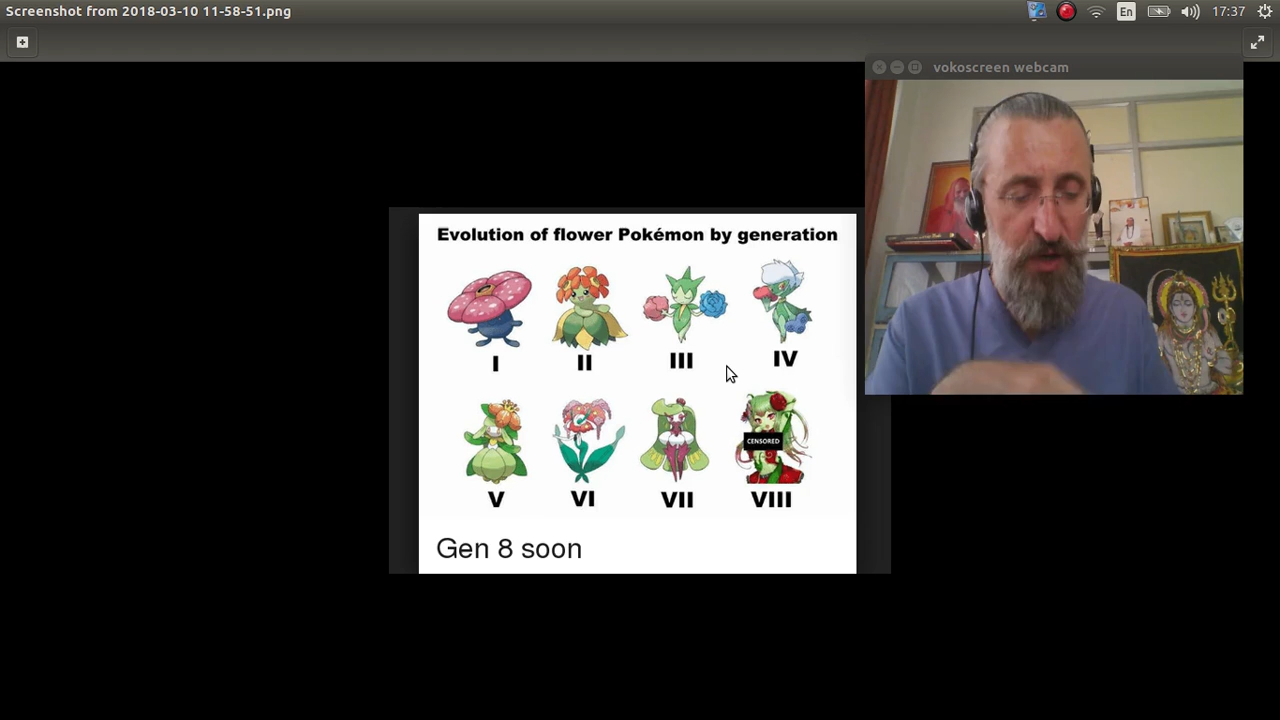 Screenshot from 2018-03-10 11-58-51.png
En
17:37
vokoscreen webcam
Evolution of flower Pokémon by generation
I
II
III
IV
CENSORED
V
VI
VII
VIII
Gen 8 soon